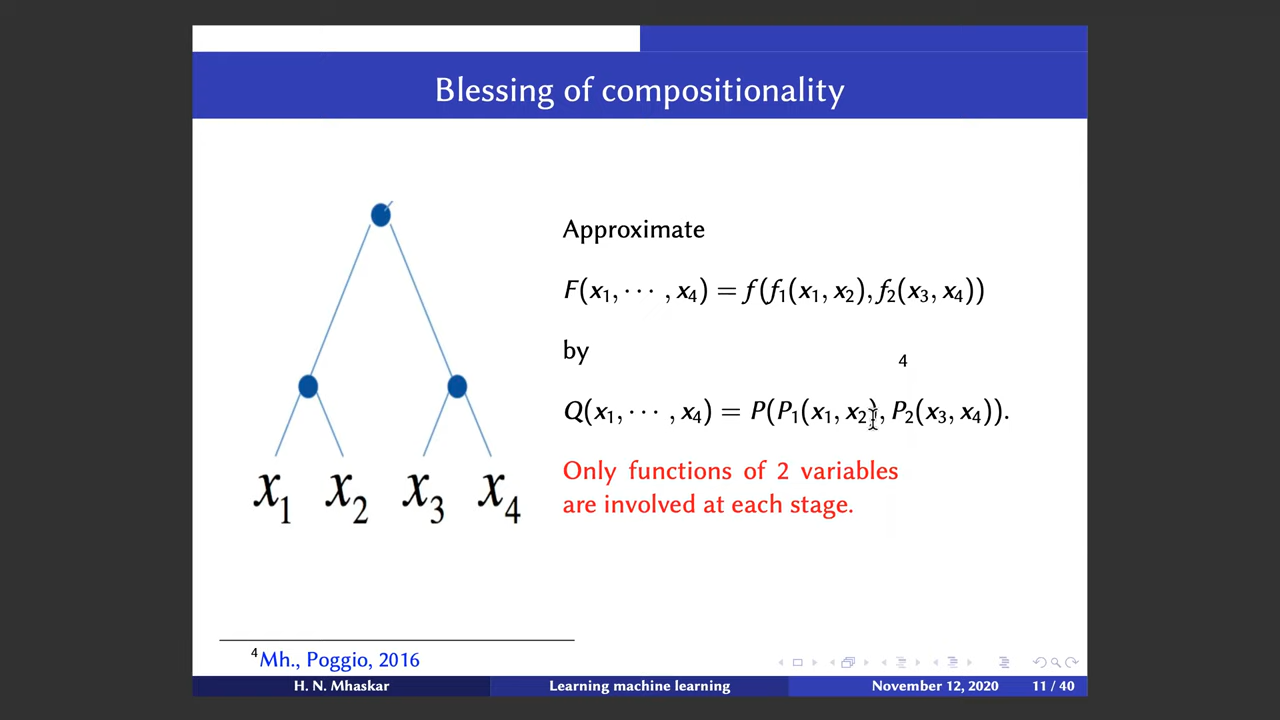 Blessing of compositionality
Approximate
F(x₁, ⋯ , x₄) = f(f₁(x₁, x₂), f₂(x₃, x₄))
by
4
Q(x₁, ⋯ , x₄) = P(P₁(x₁, x₂), P₂(x₃, x₄)).
Only functions of 2 variables
are involved at each stage.
x₁ x₂ x₃ x₄
⁴Mh., Poggio, 2016
H. N. Mhaskar Learning machine learning November 12, 2020 11 / 40